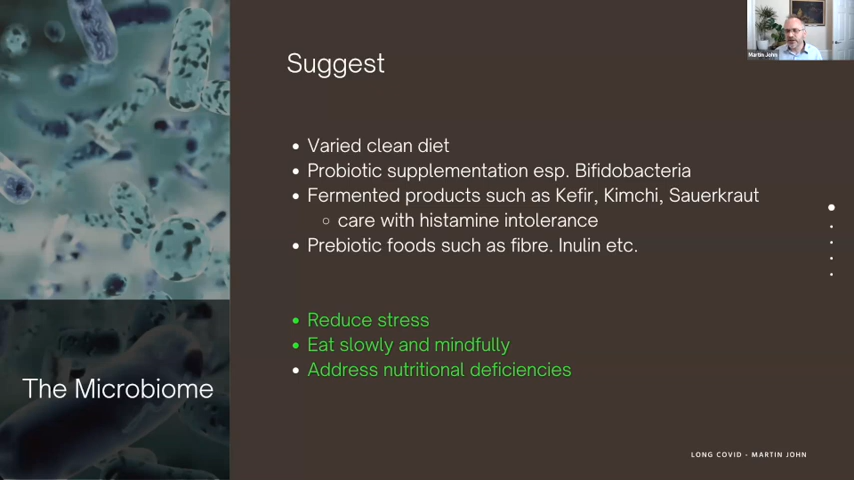 Suggest
Martin John
Varied clean diet
Probiotic supplementation esp. Bifidobacteria
Fermented products such as Kefir, Kimchi, Sauerkraut
care with histamine intolerance
Prebiotic foods such as fibre. Inulin etc.
Reduce stress
Eat slowly and mindfully
Address nutritional deficiencies
The Microbiome
LONG COVID - MARTIN JOHN